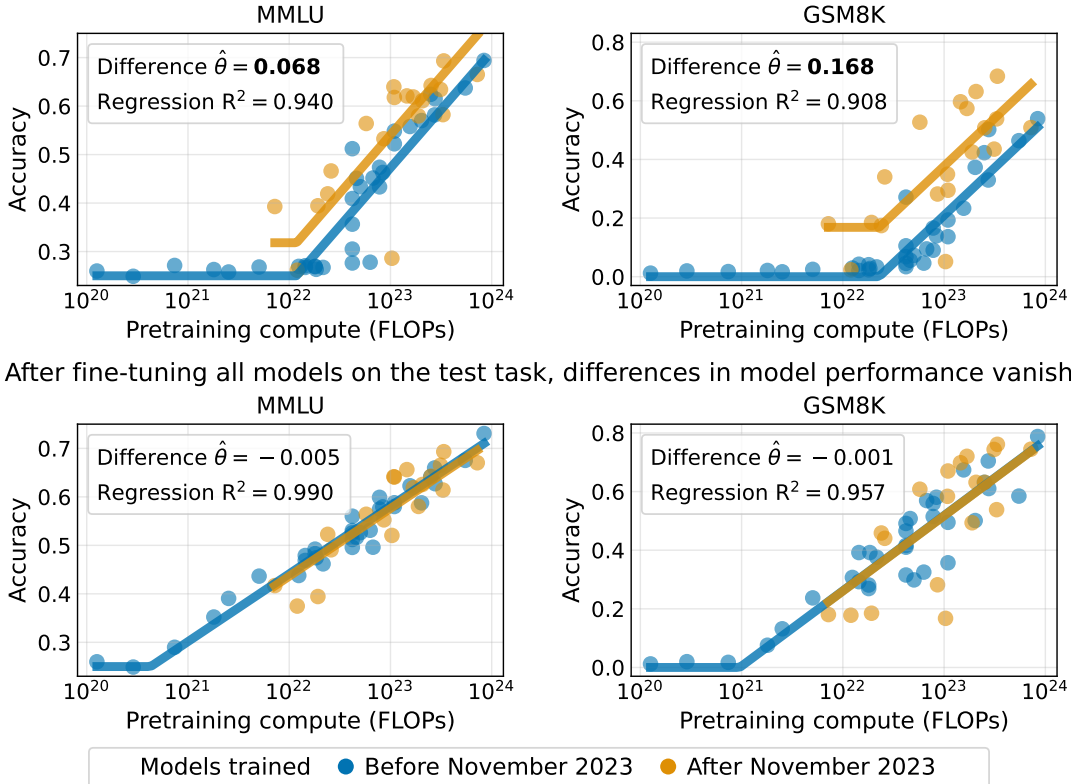 MMLU
GSM8K
Difference θ̂ = 0.068
Regression R² = 0.940
Difference θ̂ = 0.168
Regression R² = 0.908
Accuracy
0.7
0.6
0.5
0.4
0.3
10²⁰ 10²¹ 10²² 10²³ 10²⁴
Pretraining compute (FLOPs)
Accuracy
0.8
0.6
0.4
0.2
0.0
10²⁰ 10²¹ 10²² 10²³ 10²⁴
Pretraining compute (FLOPs)
After fine-tuning all models on the test task, differences in model performance vanish
MMLU
GSM8K
Difference θ̂ = −0.005
Regression R² = 0.990
Difference θ̂ = −0.001
Regression R² = 0.957
Accuracy
0.7
0.6
0.5
0.4
0.3
10²⁰ 10²¹ 10²² 10²³ 10²⁴
Pretraining compute (FLOPs)
Accuracy
0.8
0.6
0.4
0.2
0.0
10²⁰ 10²¹ 10²² 10²³ 10²⁴
Pretraining compute (FLOPs)
Models trained Before November 2023 After November 2023